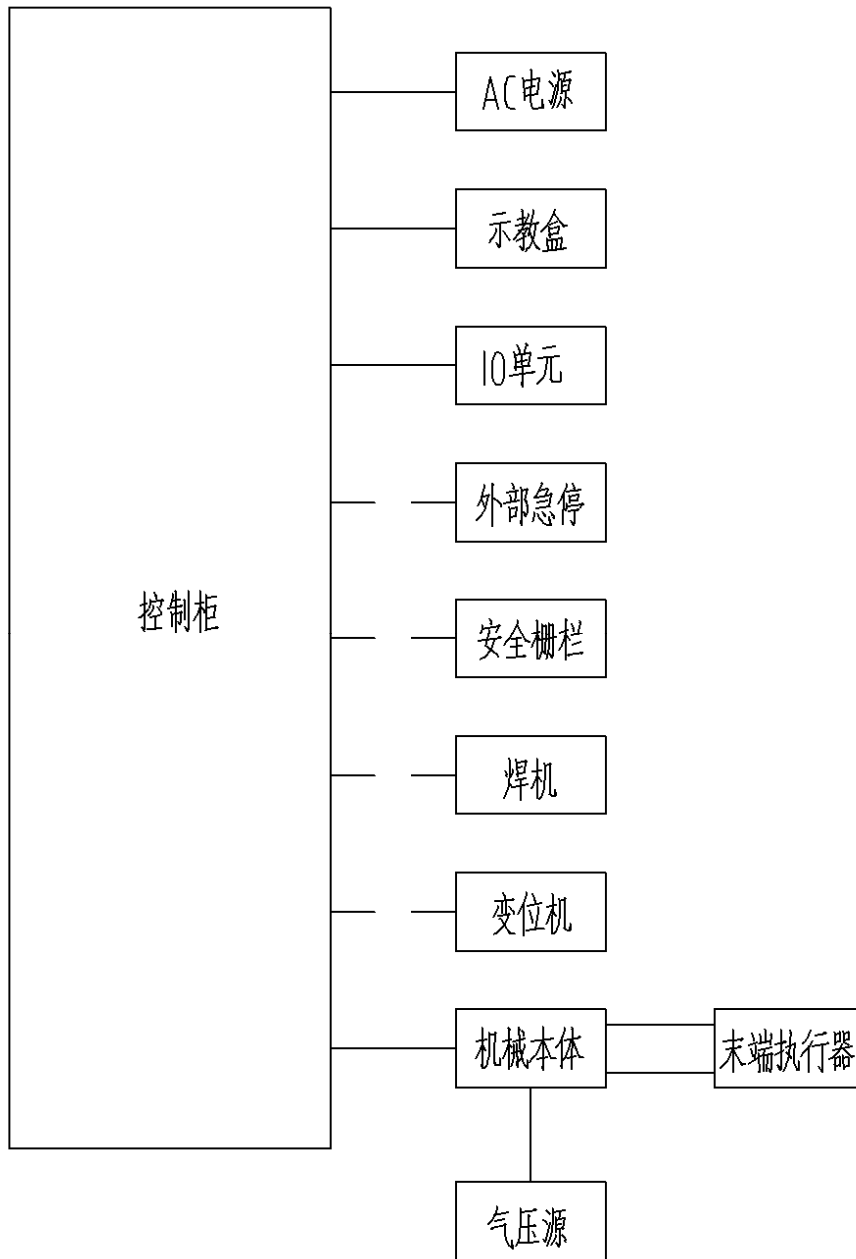 AC电源
示教盒
IO单元
外部急停
控制柜
安全栅栏
焊机
变位机
机械本体
末端执行器
气压源